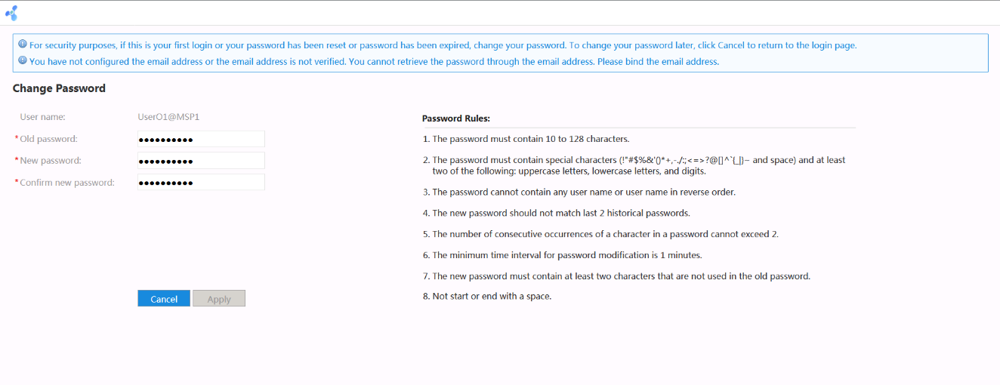 For security purposes, if this is your first login or your password has been reset or password has been expired, change your password. To change your password later, click Cancel to return to the login page.
You have not configured the email address or the email address is not verified. You cannot retrieve the password through the email address. Please bind the email address.
Change Password
User name: UserO1@MSP1
* Old password: ●●●●●●●●●●
* New password: ●●●●●●●●●●
* Confirm new password: ●●●●●●●●●●
Cancel Apply
Password Rules:
1. The password must contain 10 to 128 characters.
2. The password must contain special characters (!"#$%&'()*+,-./:;<=>?@[]^`{_|}~ and space) and at least
two of the following: uppercase letters, lowercase letters, and digits.
3. The password cannot contain any user name or user name in reverse order.
4. The new password should not match last 2 historical passwords.
5. The number of consecutive occurrences of a character in a password cannot exceed 2.
6. The minimum time interval for password modification is 1 minutes.
7. The new password must contain at least two characters that are not used in the old password.
8. Not start or end with a space.